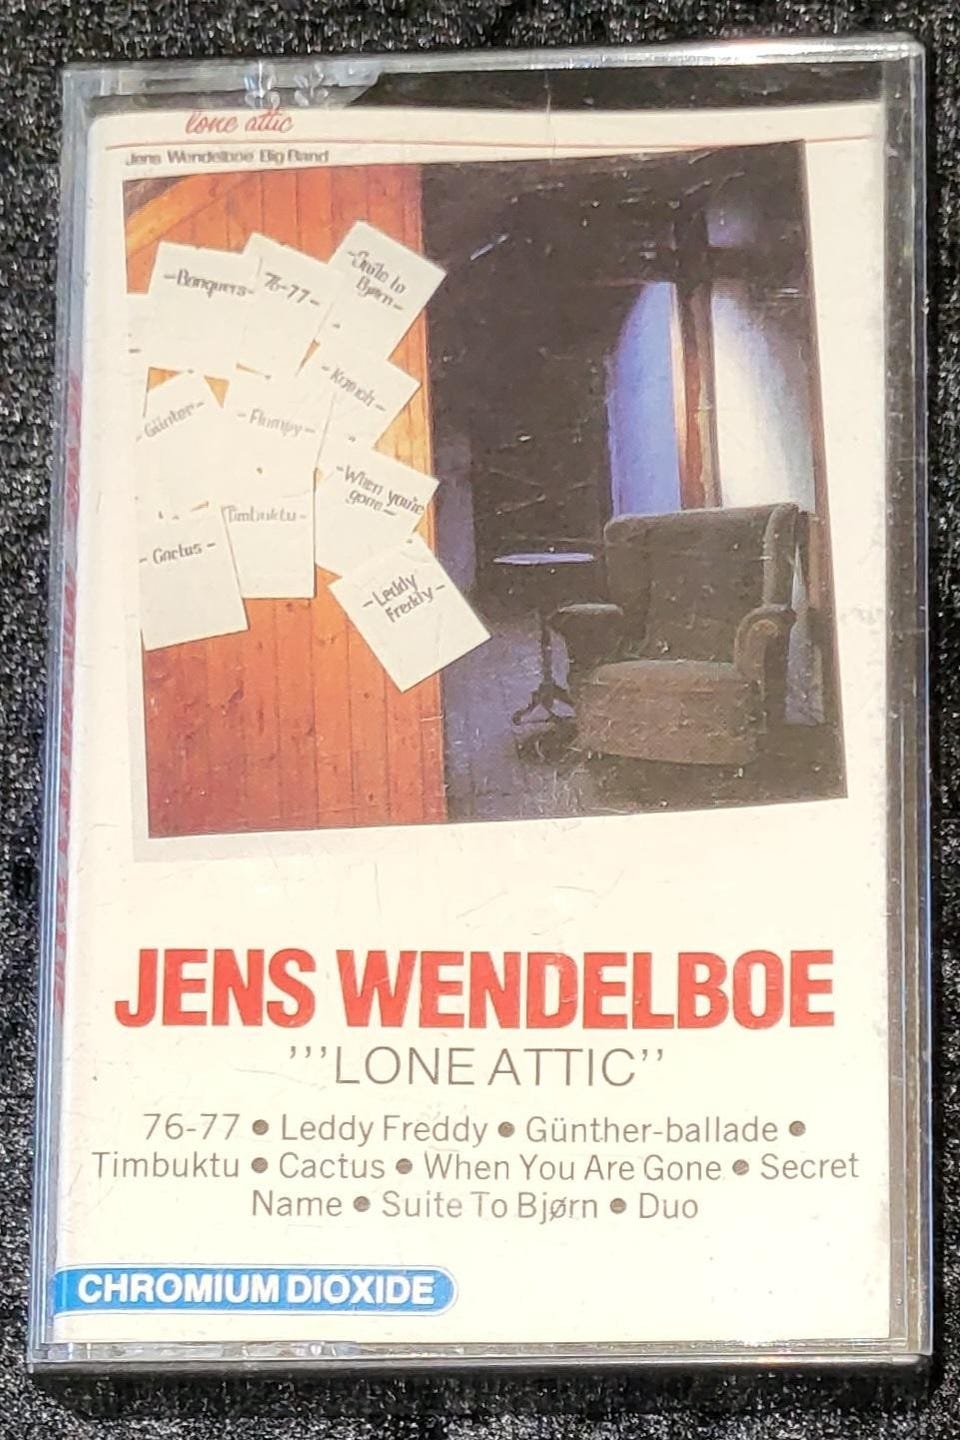 lone attic
Jens Wendelboe Big Band
-Banquers-
76-77-
-Suite to
Bjørn-
-Günter-
-Flumpy-
-When you're
gone-
Timbuktu-
-Cactus-
-Leddy
Freddy-
JENS WENDELBOE
'''LONE ATTIC''
76-77 ● Leddy Freddy ● Günther-ballade ●
Timbuktu ● Cactus ● When You Are Gone ● Secret
Name ● Suite To Bjørn ● Duo
CHROMIUM DIOXIDE